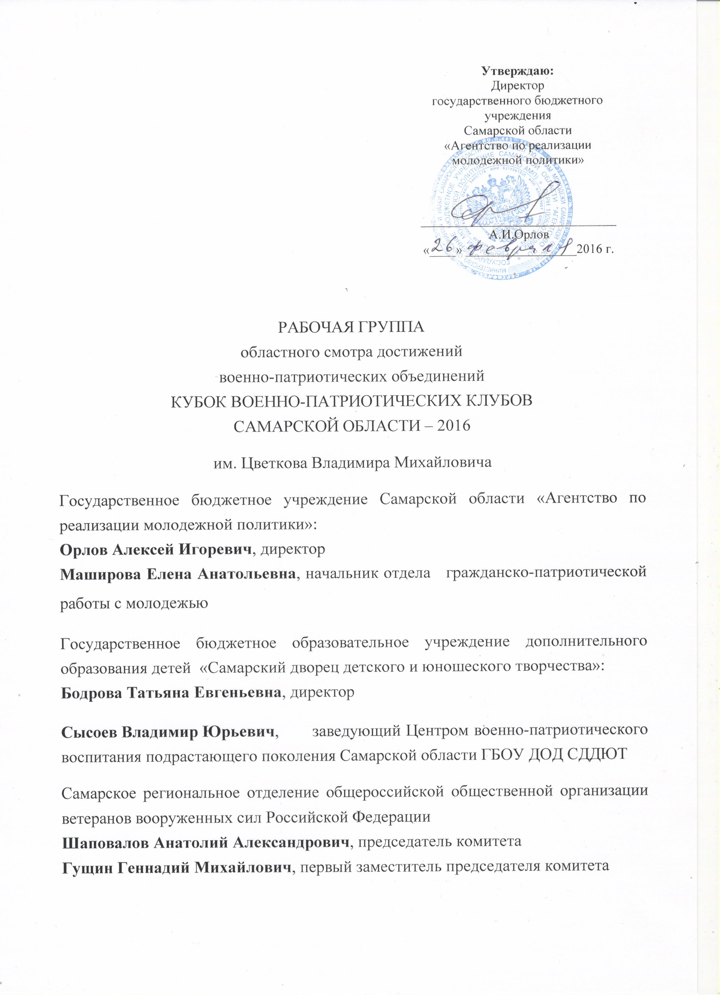 Утверждаю:
Директор
государственного бюджетного
учреждения
Самарской области
«Агентство по реализации
молодежной политики»
А.И.Орлов
«26» февраля 2016 г.
РАБОЧАЯ ГРУППА
областного смотра достижений
военно-патриотических объединений
КУБОК ВОЕННО-ПАТРИОТИЧЕСКИХ КЛУБОВ
САМАРСКОЙ ОБЛАСТИ – 2016
им. Цветкова Владимира Михайловича
Государственное бюджетное учреждение Самарской области «Агентство по
реализации молодежной политики»:
Орлов Алексей Игоревич, директор
Маширова Елена Анатольевна, начальник отдела гражданско-патриотической
работы с молодежью
Государственное бюджетное образовательное учреждение дополнительного
образования детей «Самарский дворец детского и юношеского творчества»:
Бодрова Татьяна Евгеньевна, директор
Сысоев Владимир Юрьевич, заведующий Центром военно-патриотического
воспитания подрастающего поколения Самарской области ГБОУ ДОД СДДЮТ
Самарское региональное отделение общероссийской общественной организации
ветеранов вооруженных сил Российской Федерации
Шаповалов Анатолий Александрович, председатель комитета
Гущин Геннадий Михайлович, первый заместитель председателя комитета